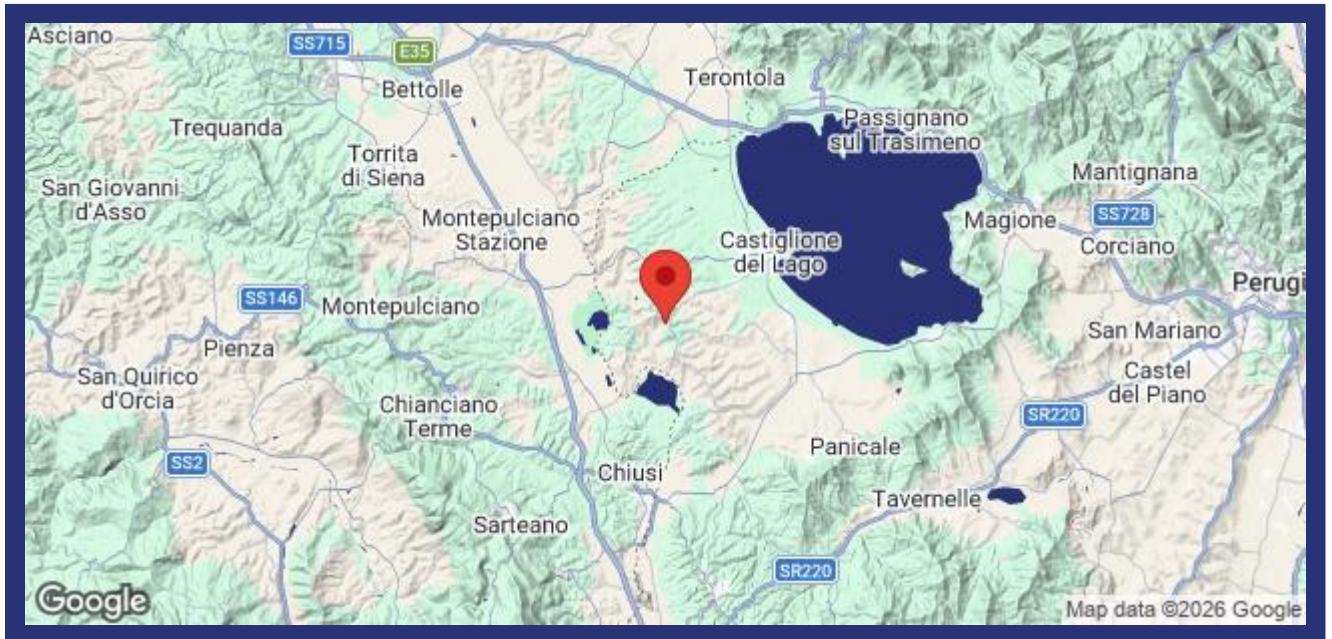 Asciano
SS715
E35
Bettolle
Terontola
Trequanda
Passignano
sul Trasimeno
Torrita
di Siena
Mantignana
San Giovanni
d'Asso
Montepulciano
Stazione
Magione
SS728
Corciano
Castiglione
del Lago
Perugi
SS146
Montepulciano
San Mariano
Pienza
San Quirico
d'Orcia
Castel
del Piano
Chianciano
Terme
SR220
Panicale
SS2
Chiusi
Tavernelle
Sarteano
SR220
Google
Map data ©2026 Google